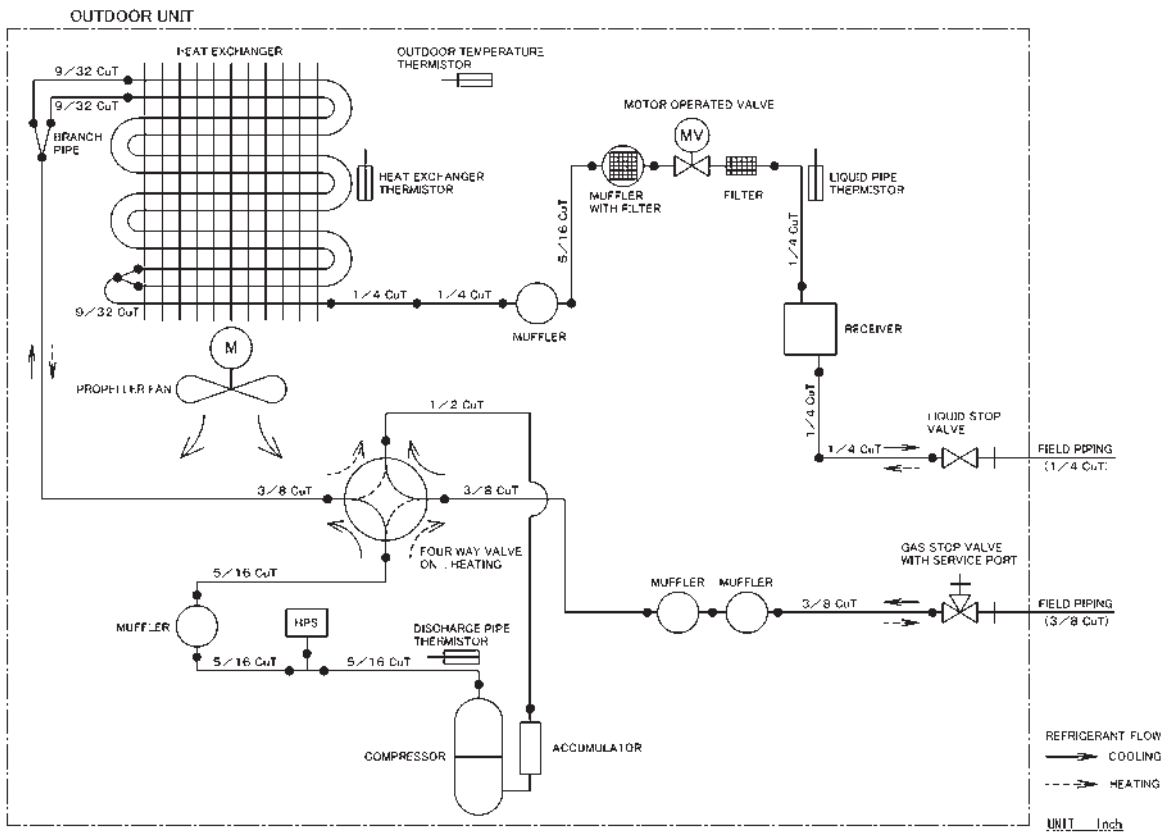 OUTDOOR UNIT
HEAT EXCHANGER
OUTDOOR TEMPERATURE
THERMISTOR
9/32 CuT
9/32 CuT
BRANCH
PIPE
HEAT EXCHANGER
THERMISTOR
MOTOR OPERATED VALVE
MV
MUFFLER
WITH FILTER
FILTER
LIQUID PIPE
THERMISTOR
5/16 CuT
1/4 CuT
9/32 CuT
1/4 CuT
1/4 CuT
MUFFLER
RECEIVER
M
PROPELLER FAN
1/2 CuT
1/4 CuT
LIQUID STOP
VALVE
1/4 CuT
FIELD PIPING
(1/4 CuT)
3/8 CuT
3/8 CuT
FOUR WAY VALVE
ON : HEATING
GAS STOP VALVE
WITH SERVICE PORT
5/16 CuT
MUFFLER
MUFFLER
3/8 CuT
FIELD PIPING
(3/8 CuT)
MUFFLER
HPS
DISCHARGE PIPE
THERMISTOR
5/16 CuT
5/16 CuT
COMPRESSOR
ACCUMULATOR
REFRIGERANT FLOW
COOLING
HEATING
UNIT Inch